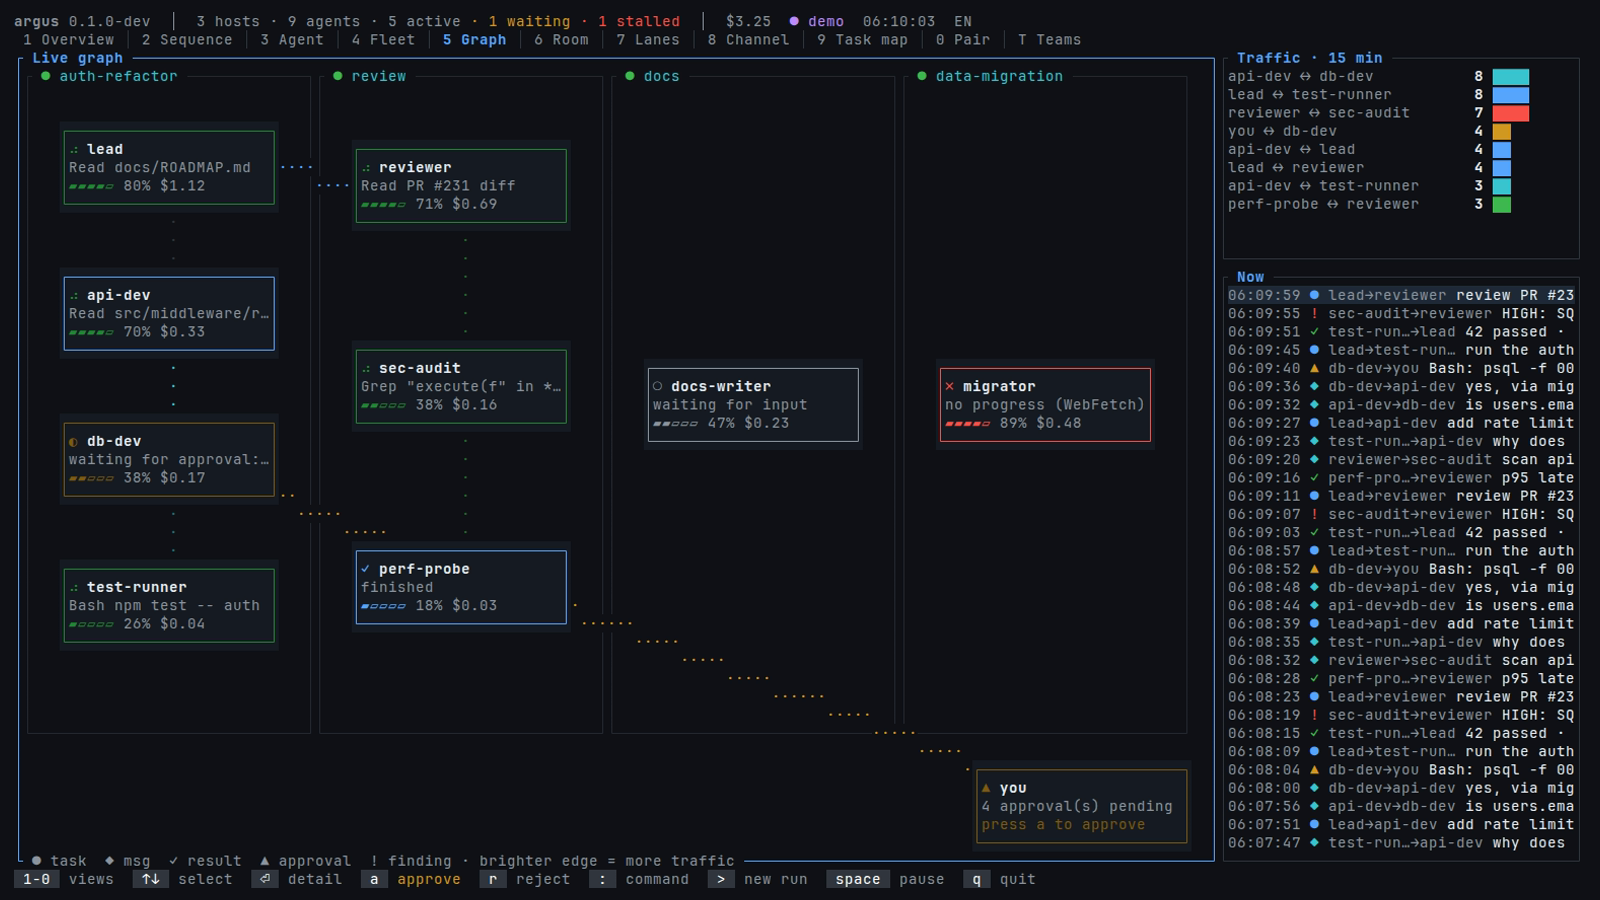 argus 0.1.0-dev │ 3 hosts · 9 agents · 5 active · 1 waiting · 1 stalled │ $3.25 ● demo 06:10:03 EN
1 Overview │ 2 Sequence │ 3 Agent │ 4 Fleet │ 5 Graph │ 6 Room │ 7 Lanes │ 8 Channel │ 9 Task map │ 0 Pair │ T Teams
Live graph
● auth-refactor
lead
Read docs/ROADMAP.md
80% $1.12
api-dev
Read src/middleware/r…
70% $0.33
◐ db-dev
waiting for approval:…
38% $0.17
test-runner
Bash npm test -- auth
26% $0.04
● review
reviewer
Read PR #231 diff
71% $0.69
sec-audit
Grep "execute(f" in *…
38% $0.16
✓ perf-probe
finished
18% $0.03
● docs
○ docs-writer
waiting for input
47% $0.23
● data-migration
✕ migrator
no progress (WebFetch)
89% $0.48
▲ you
4 approval(s) pending
press a to approve
● task ◆ msg ✓ result ▲ approval ! finding · brighter edge = more traffic
Traffic · 15 min
api-dev ↔ db-dev 8
lead ↔ test-runner 8
reviewer ↔ sec-audit 7
you ↔ db-dev 4
api-dev ↔ lead 4
lead ↔ reviewer 4
api-dev ↔ test-runner 3
perf-probe ↔ reviewer 3
Now
06:09:59 ● lead→reviewer review PR #23
06:09:55 ! sec-audit→reviewer HIGH: SQ
06:09:51 ✓ test-run…→lead 42 passed ·
06:09:45 ● lead→test-run… run the auth
06:09:40 ▲ db-dev→you Bash: psql -f 00
06:09:36 ◆ db-dev→api-dev yes, via mig
06:09:32 ◆ api-dev→db-dev is users.ema
06:09:27 ● lead→api-dev add rate limit
06:09:23 ◆ test-run…→api-dev why does
06:09:20 ◆ reviewer→sec-audit scan api
06:09:16 ✓ perf-pro…→reviewer p95 late
06:09:11 ● lead→reviewer review PR #23
06:09:07 ! sec-audit→reviewer HIGH: SQ
06:09:03 ✓ test-run…→lead 42 passed ·
06:08:57 ● lead→test-run… run the auth
06:08:52 ▲ db-dev→you Bash: psql -f 00
06:08:48 ◆ db-dev→api-dev yes, via mig
06:08:44 ◆ api-dev→db-dev is users.ema
06:08:39 ● lead→api-dev add rate limit
06:08:35 ◆ test-run…→api-dev why does
06:08:32 ◆ reviewer→sec-audit scan api
06:08:28 ✓ perf-pro…→reviewer p95 late
06:08:23 ● lead→reviewer review PR #23
06:08:19 ! sec-audit→reviewer HIGH: SQ
06:08:15 ✓ test-run…→lead 42 passed ·
06:08:09 ● lead→test-run… run the auth
06:08:04 ▲ db-dev→you Bash: psql -f 00
06:08:00 ◆ db-dev→api-dev yes, via mig
06:07:56 ◆ api-dev→db-dev is users.ema
06:07:51 ● lead→api-dev add rate limit
06:07:47 ◆ test-run…→api-dev why does
1-0 views ↑↓ select ⏎ detail a approve r reject : command > new run space pause q quit